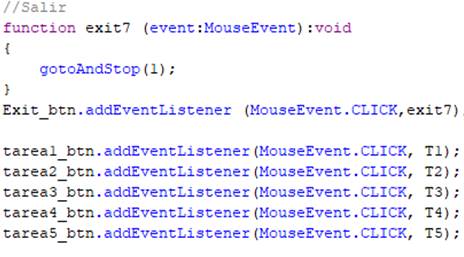 //Salir
function exit7 (event:MouseEvent):void
{
    gotoAndStop(1);
}
Exit_btn.addEventListener (MouseEvent.CLICK,exit7)
tarea1_btn.addEventListener(MouseEvent.CLICK, T1);
tarea2_btn.addEventListener(MouseEvent.CLICK, T2);
tarea3_btn.addEventListener(MouseEvent.CLICK, T3);
tarea4_btn.addEventListener(MouseEvent.CLICK, T4);
tarea5_btn.addEventListener(MouseEvent.CLICK, T5);